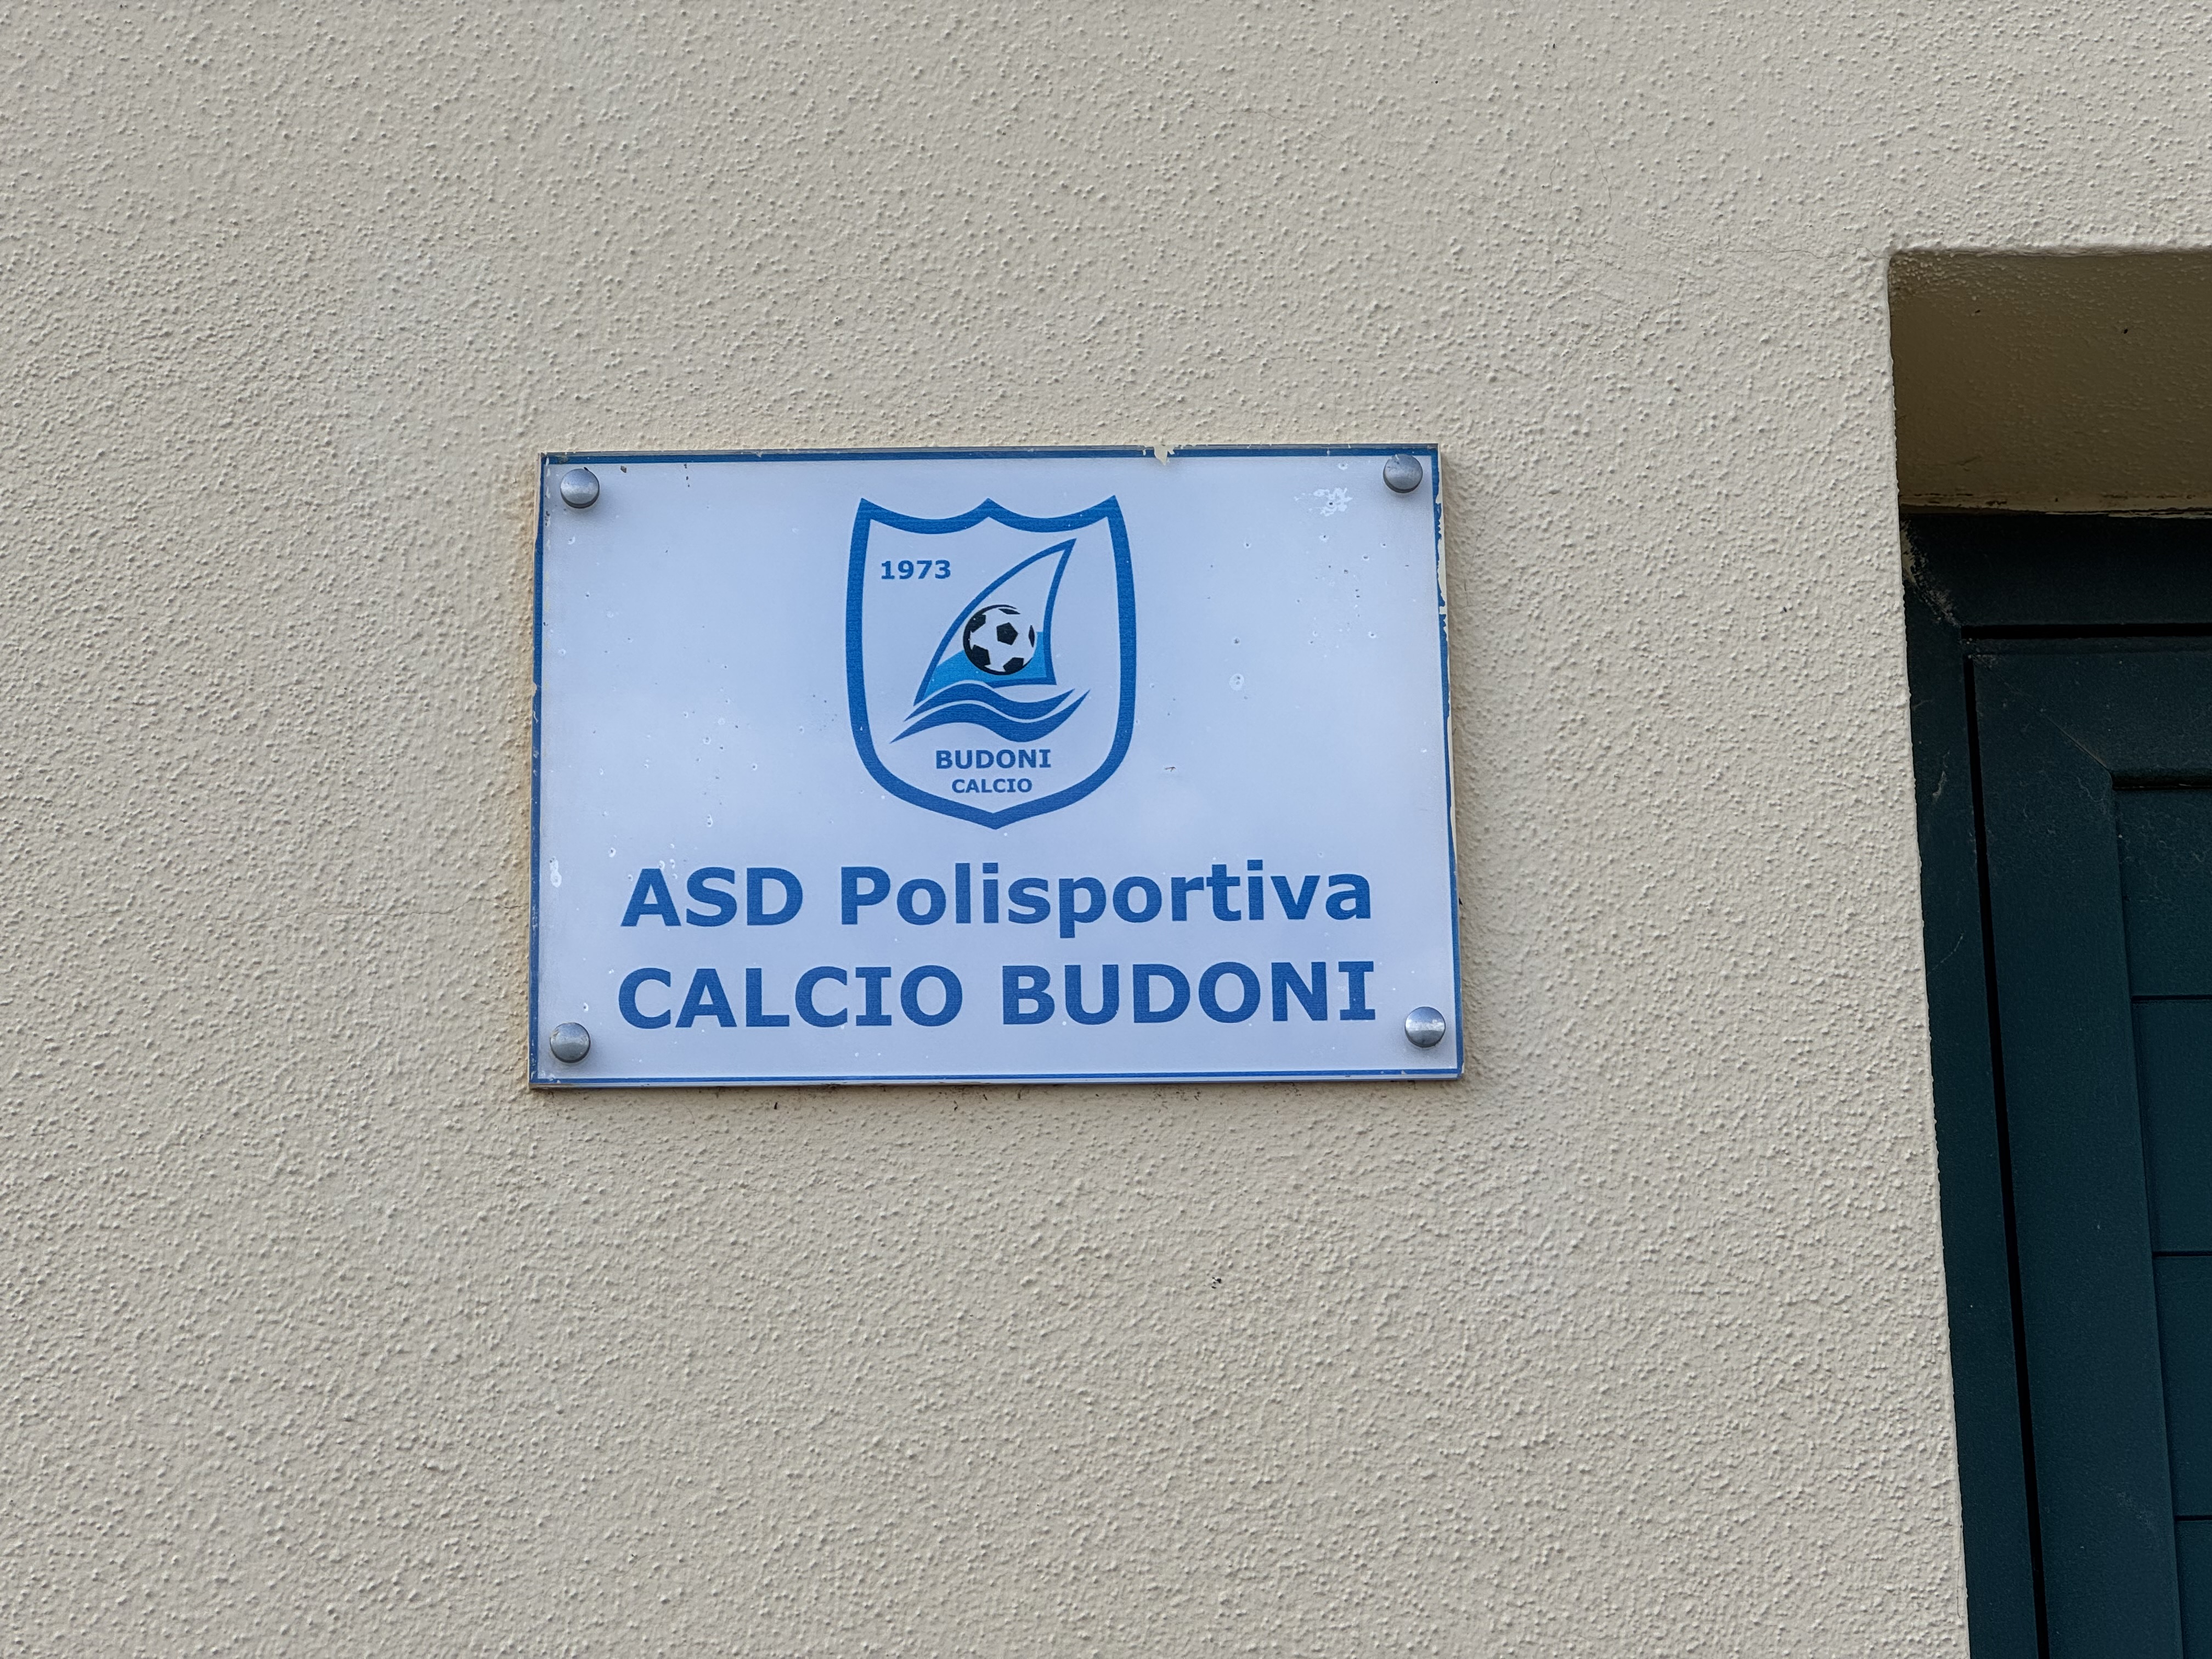 1973
BUDONI
CALCIO
ASD Polisportiva
CALCIO BUDONI